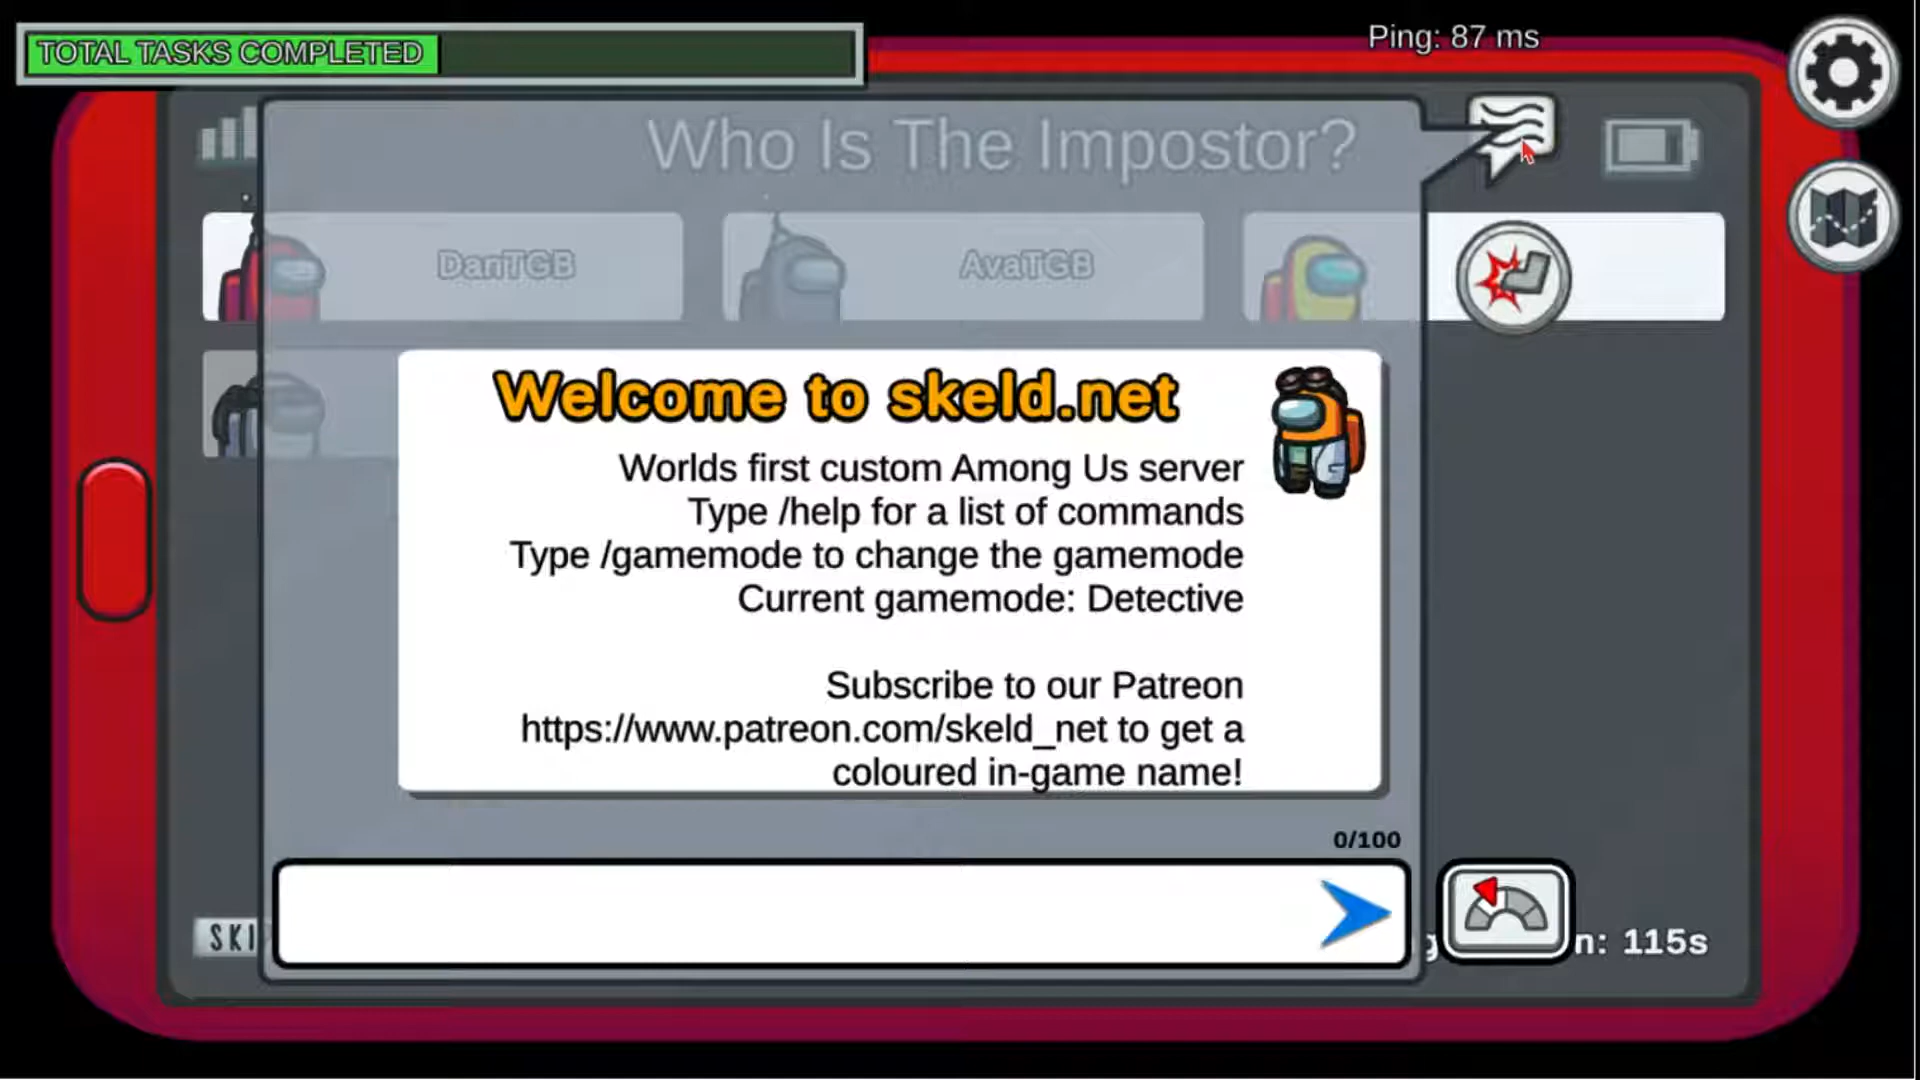 TOTAL TASKS COMPLETED
Ping: 87 ms
Who Is The Impostor?
DanTGB
AvaTGB
Welcome to skeld.net
Worlds first custom Among Us server
Type /help for a list of commands
Type /gamemode to change the gamemode
Current gamemode: Detective
Subscribe to our Patreon
https://www.patreon.com/skeld_net to get a
coloured in-game name!
0/100
SKI
n: 115s